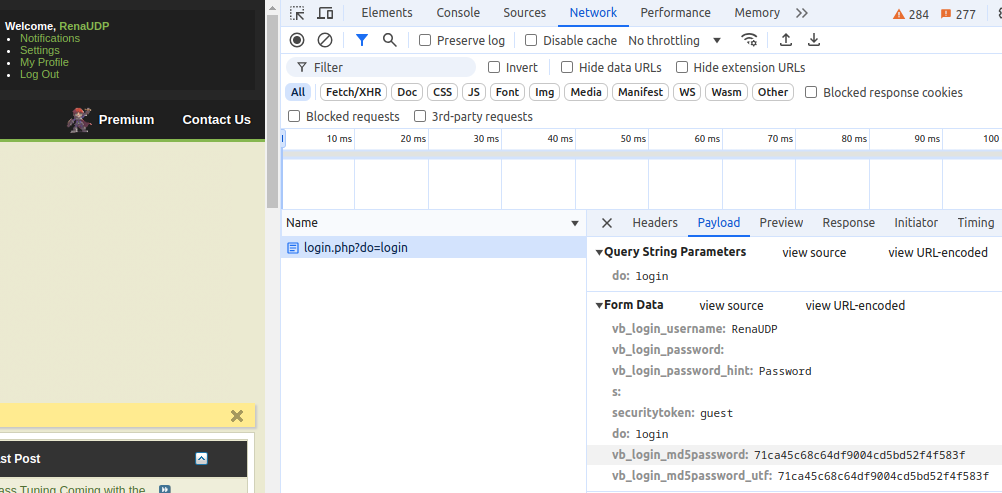 Welcome, RenaUDP
Notifications
Settings
My Profile
Log Out
Premium Contact Us
ast Post
ass Tuning Coming with the
Elements Console Sources Network Performance Memory 284 277
Preserve log Disable cache No throttling
Filter Invert Hide data URLs Hide extension URLs
All Fetch/XHR Doc CSS JS Font Img Media Manifest WS Wasm Other Blocked response cookies
Blocked requests 3rd-party requests
10 ms 20 ms 30 ms 40 ms 50 ms 60 ms 70 ms 80 ms 90 ms 100
Name
login.php?do=login
Headers Payload Preview Response Initiator Timing
Query String Parameters view source view URL-encoded
do: login
Form Data view source view URL-encoded
vb_login_username: RenaUDP
vb_login_password:
vb_login_password_hint: Password
s:
securitytoken: guest
do: login
vb_login_md5password: 71ca45c68c64df9004cd5bd52f4f583f
vb_login_md5password_utf: 71ca45c68c64df9004cd5bd52f4f583f